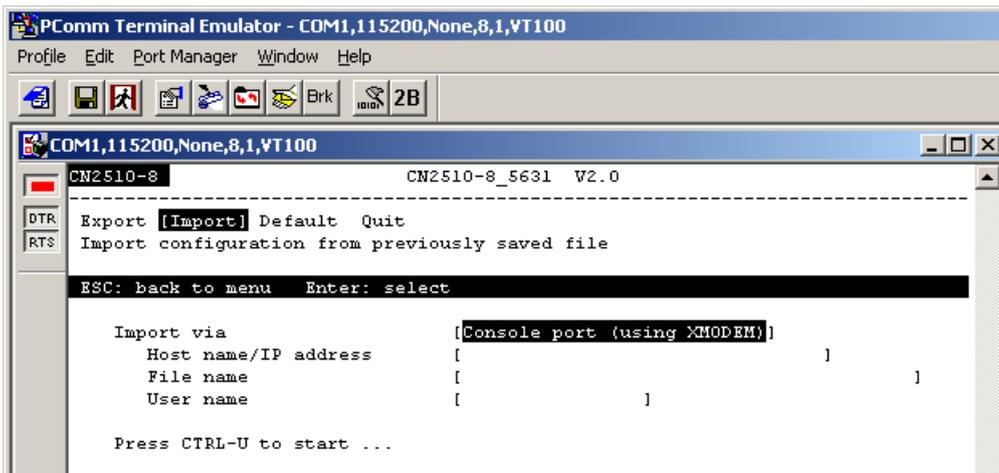 PComm Terminal Emulator - COM1,115200,None,8,1,VT100
Profile Edit Port Manager Window Help
Brk 2B
COM1,115200,None,8,1,VT100
CN2510-8 CN2510-8_5631 V2.0
--------------------------------------------------------------------------------
DTR Export [Import] Default Quit
RTS Import configuration from previously saved file
ESC: back to menu Enter: select
Import via [Console port (using XMODEM)]
Host name/IP address [ ]
File name [ ]
User name [ ]
Press CTRL-U to start ...